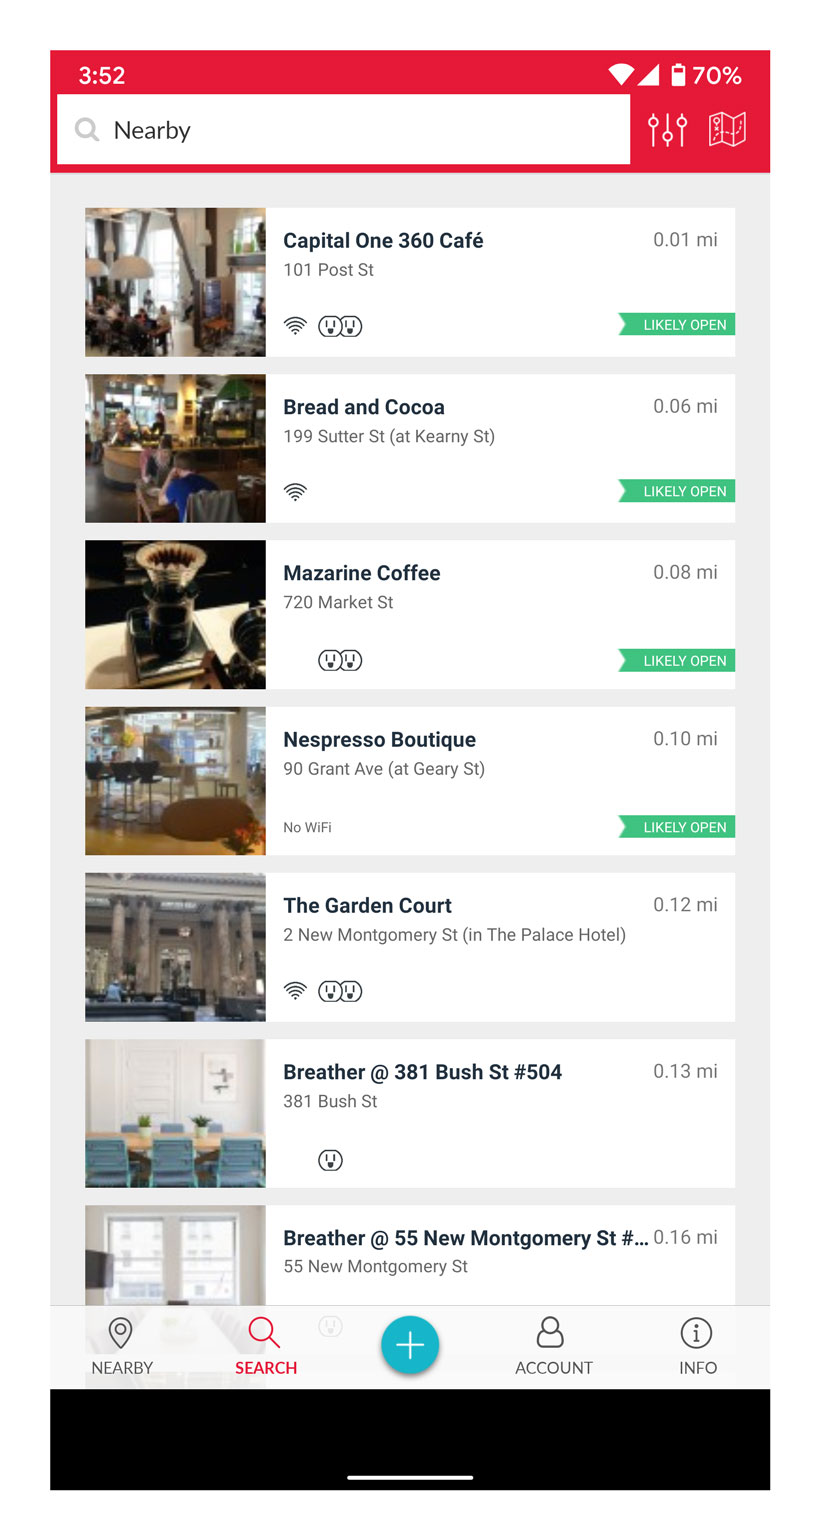 3:52
70%
Nearby
Capital One 360 Café
0.01 mi
101 Post St
LIKELY OPEN
Bread and Cocoa
0.06 mi
199 Sutter St (at Kearny St)
LIKELY OPEN
Mazarine Coffee
0.08 mi
720 Market St
LIKELY OPEN
Nespresso Boutique
0.10 mi
90 Grant Ave (at Geary St)
No WiFi
LIKELY OPEN
The Garden Court
0.12 mi
2 New Montgomery St (in The Palace Hotel)
Breather @ 381 Bush St #504
0.13 mi
381 Bush St
Breather @ 55 New Montgomery St #...
0.16 mi
55 New Montgomery St
NEARBY
SEARCH
ACCOUNT
INFO